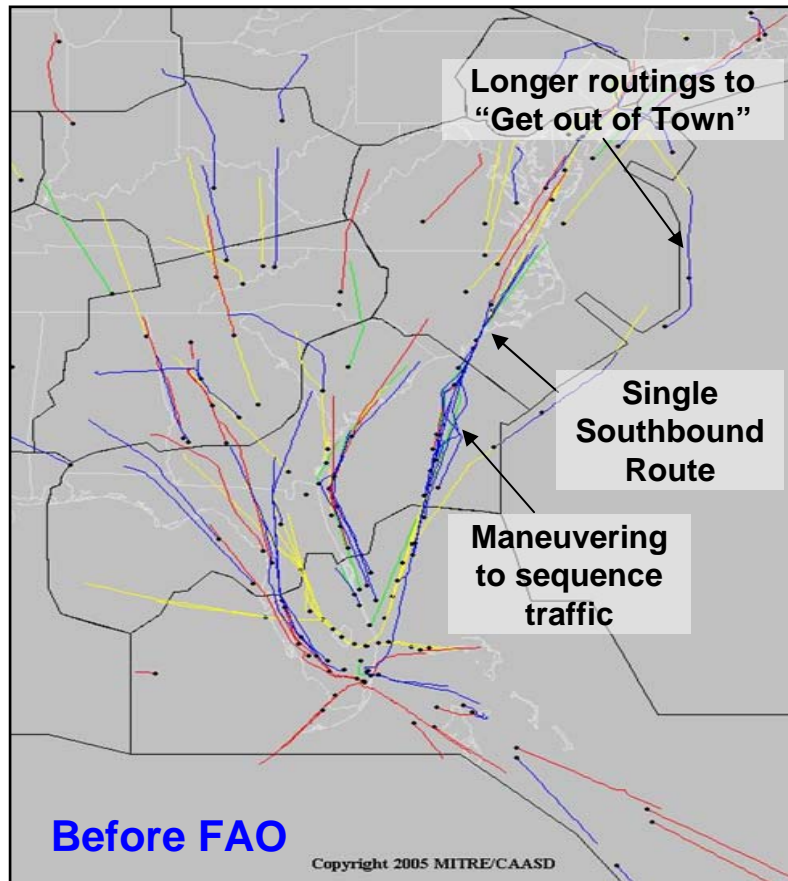 Longer routings to
“Get out of Town”
Single
Southbound
Route
Maneuvering
to sequence
traffic
Before FAO
Copyright 2005 MITRE/CAASD